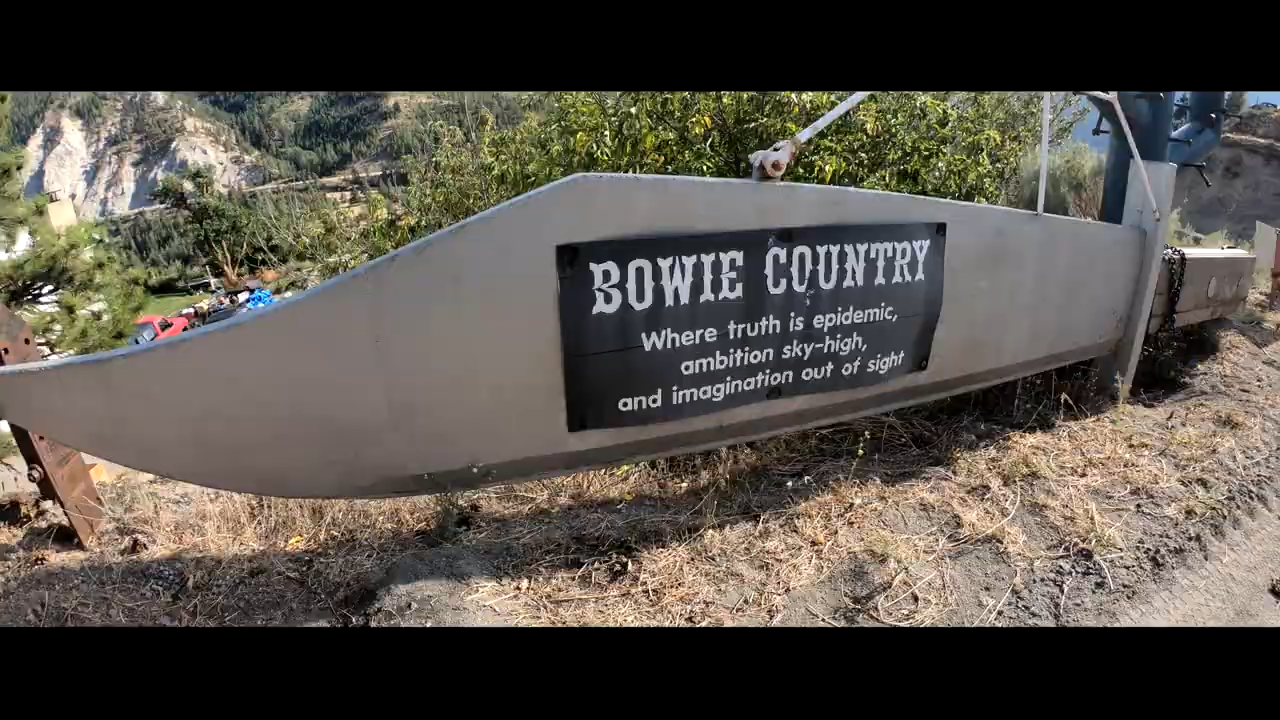 BOWIE COUNTRY
Where truth is epidemic,
ambition sky-high,
and imagination out of sight